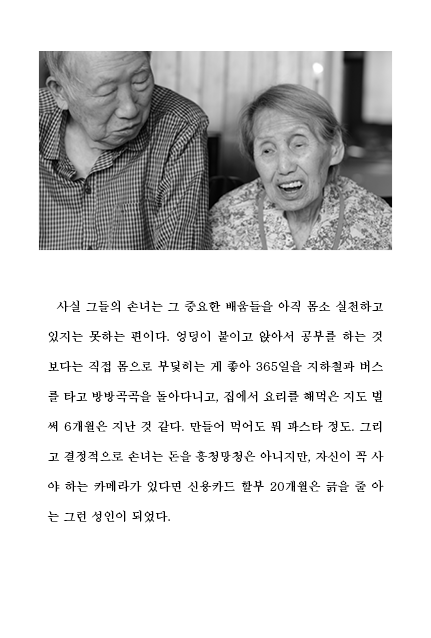 사실 그들의 손녀는 그 중요한 배움들을 아직 몸소 실천하고
있지는 못하는 편이다. 엉덩이 붙이고 앉아서 공부를 하는 것
보다는 직접 몸으로 부딪히는 게 좋아 365일을 지하철과 버스
를 타고 방방곡곡을 돌아다니고, 집에서 요리를 해먹은 지도 벌
써 6개월은 지난 것 같다. 만들어 먹어도 뭐 파스타 정도. 그리
고 결정적으로 손녀는 돈을 흥청망청은 아니지만, 자신이 꼭 사
야 하는 카메라가 있다면 신용카드 할부 20개월은 긁을 줄 아
는 그런 성인이 되었다.